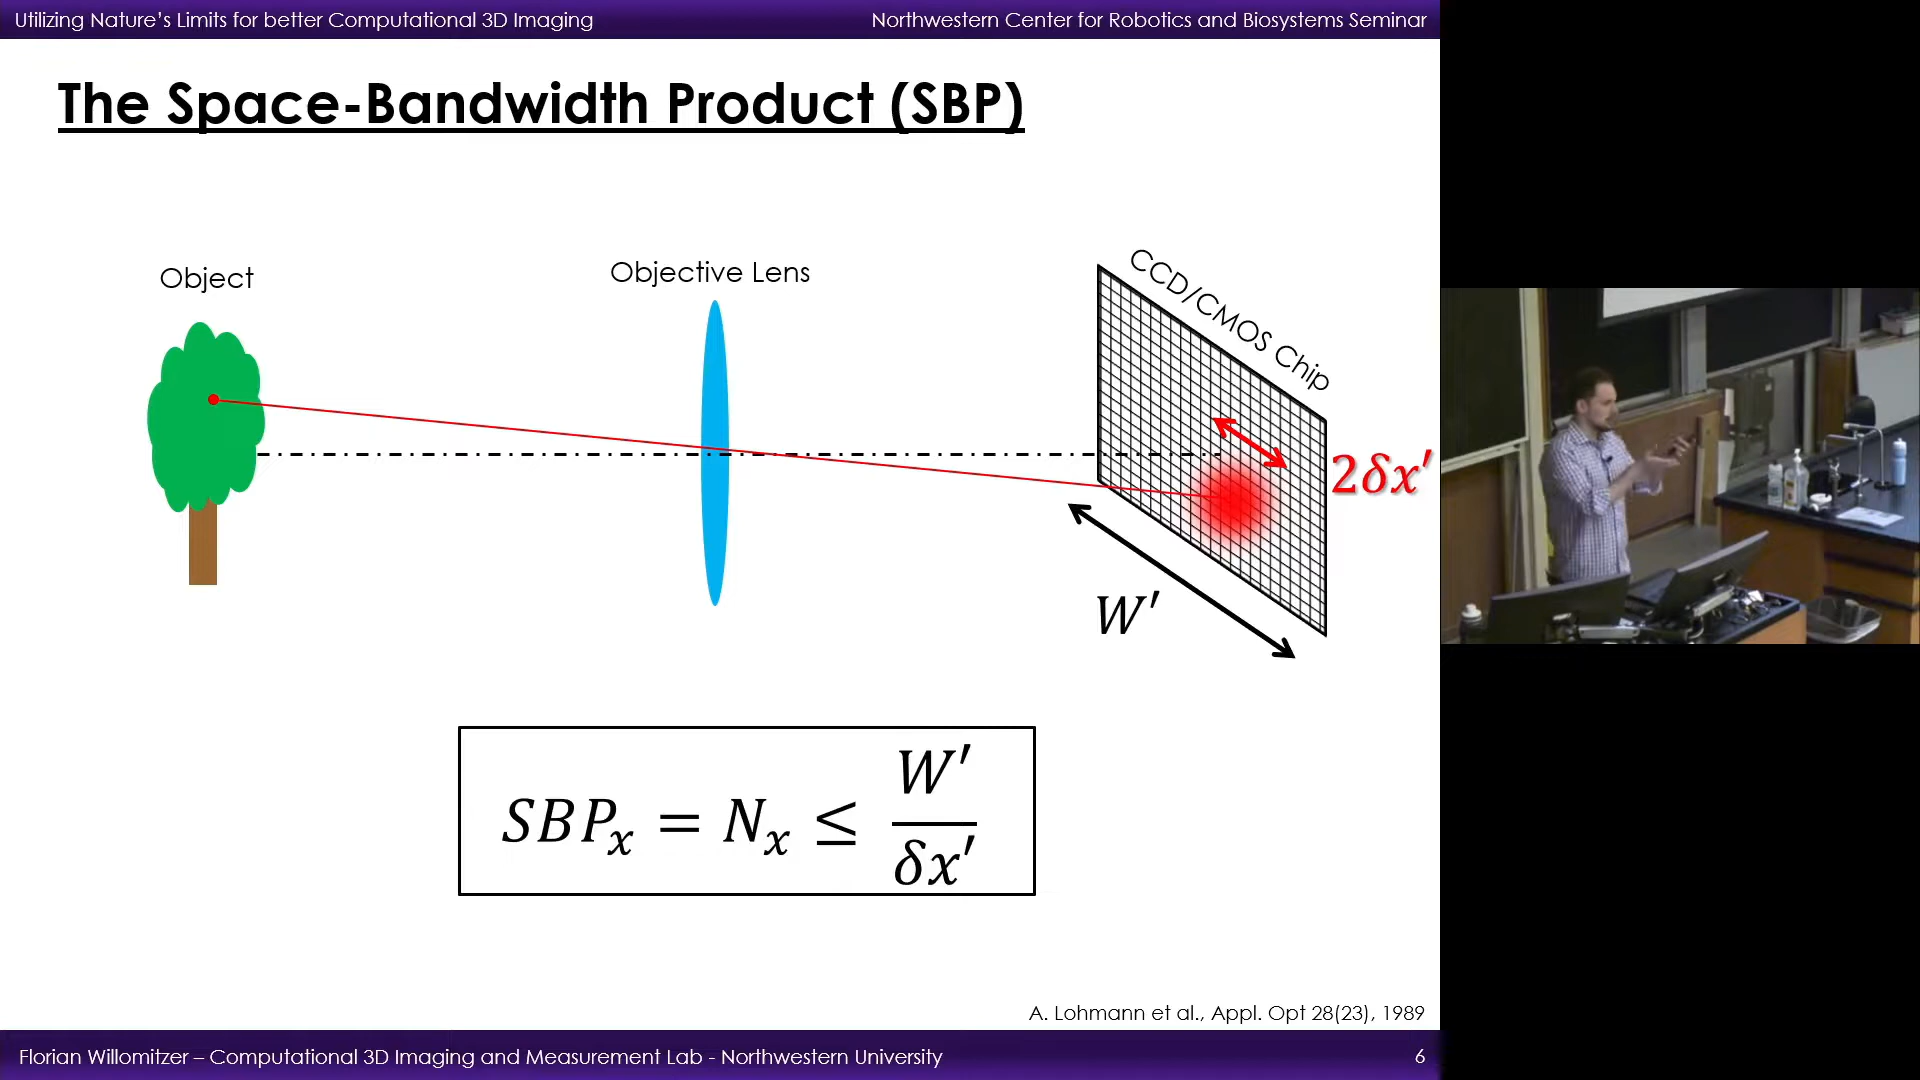 Utilizing Nature’s Limits for better Computational 3D Imaging
Northwestern Center for Robotics and Biosystems Seminar
The Space-Bandwidth Product (SBP)
Object
Objective Lens
CCD/CMOS Chip
2δx′
W′
SBPₓ = Nₓ ≤ W′/δx′
A. Lohmann et al., Appl. Opt 28(23), 1989
Florian Willomitzer – Computational 3D Imaging and Measurement Lab - Northwestern University
6